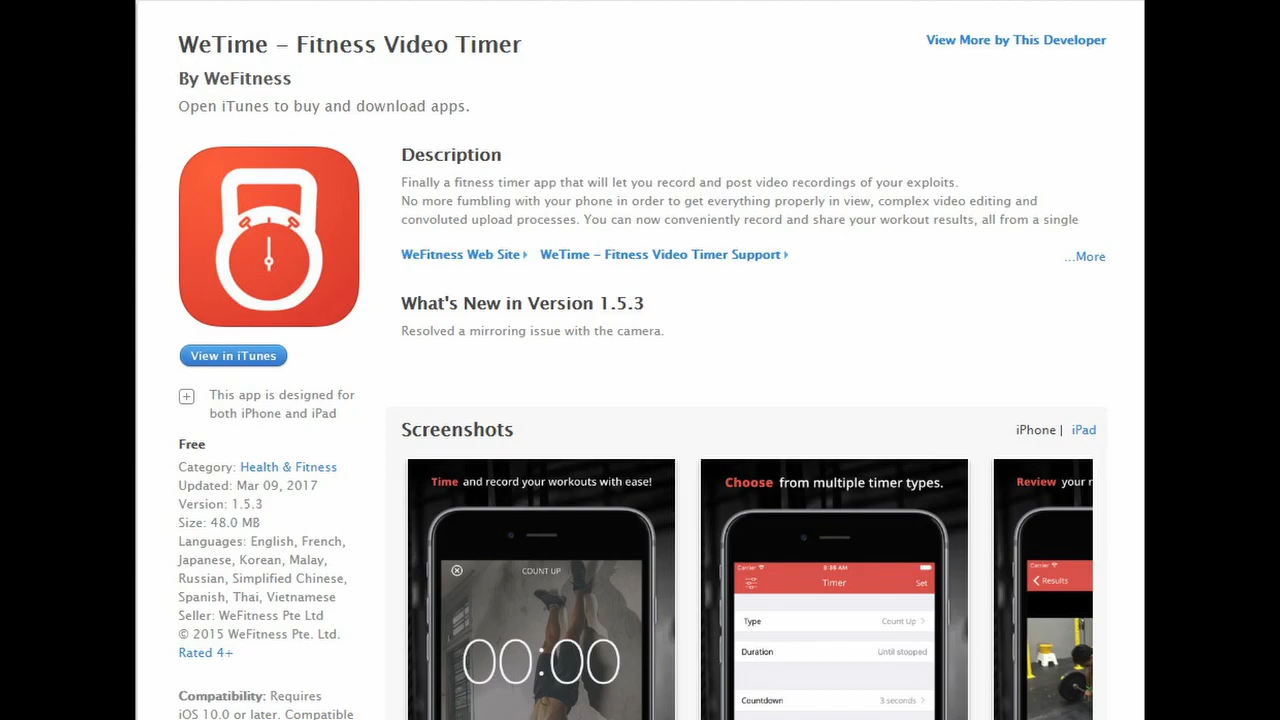 WeTime – Fitness Video Timer
View More by This Developer
By WeFitness
Open iTunes to buy and download apps.
Description
Finally a fitness timer app that will let you record and post video recordings of your exploits.
No more fumbling with your phone in order to get everything properly in view, complex video editing and
convoluted upload processes. You can now conveniently record and share your workout results, all from a single
WeFitness Web Site
WeTime – Fitness Video Timer Support
...More
What's New in Version 1.5.3
Resolved a mirroring issue with the camera.
View in iTunes
This app is designed for
both iPhone and iPad
Free
Category: Health & Fitness
Updated: Mar 09, 2017
Version: 1.5.3
Size: 48.0 MB
Languages: English, French,
Japanese, Korean, Malay,
Russian, Simplified Chinese,
Spanish, Thai, Vietnamese
Seller: WeFitness Pte Ltd
© 2015 WeFitness Pte. Ltd.
Rated 4+
Compatibility: Requires
iOS 10.0 or later. Compatible
Screenshots
iPhone | iPad
Time and record your workouts with ease!
COUNT UP
00:00
Choose from multiple timer types.
Carrier 3:35 AM
Timer Set
Type Count Up
Duration Until stopped
Countdown 3 seconds
Review your
Carrier
Results